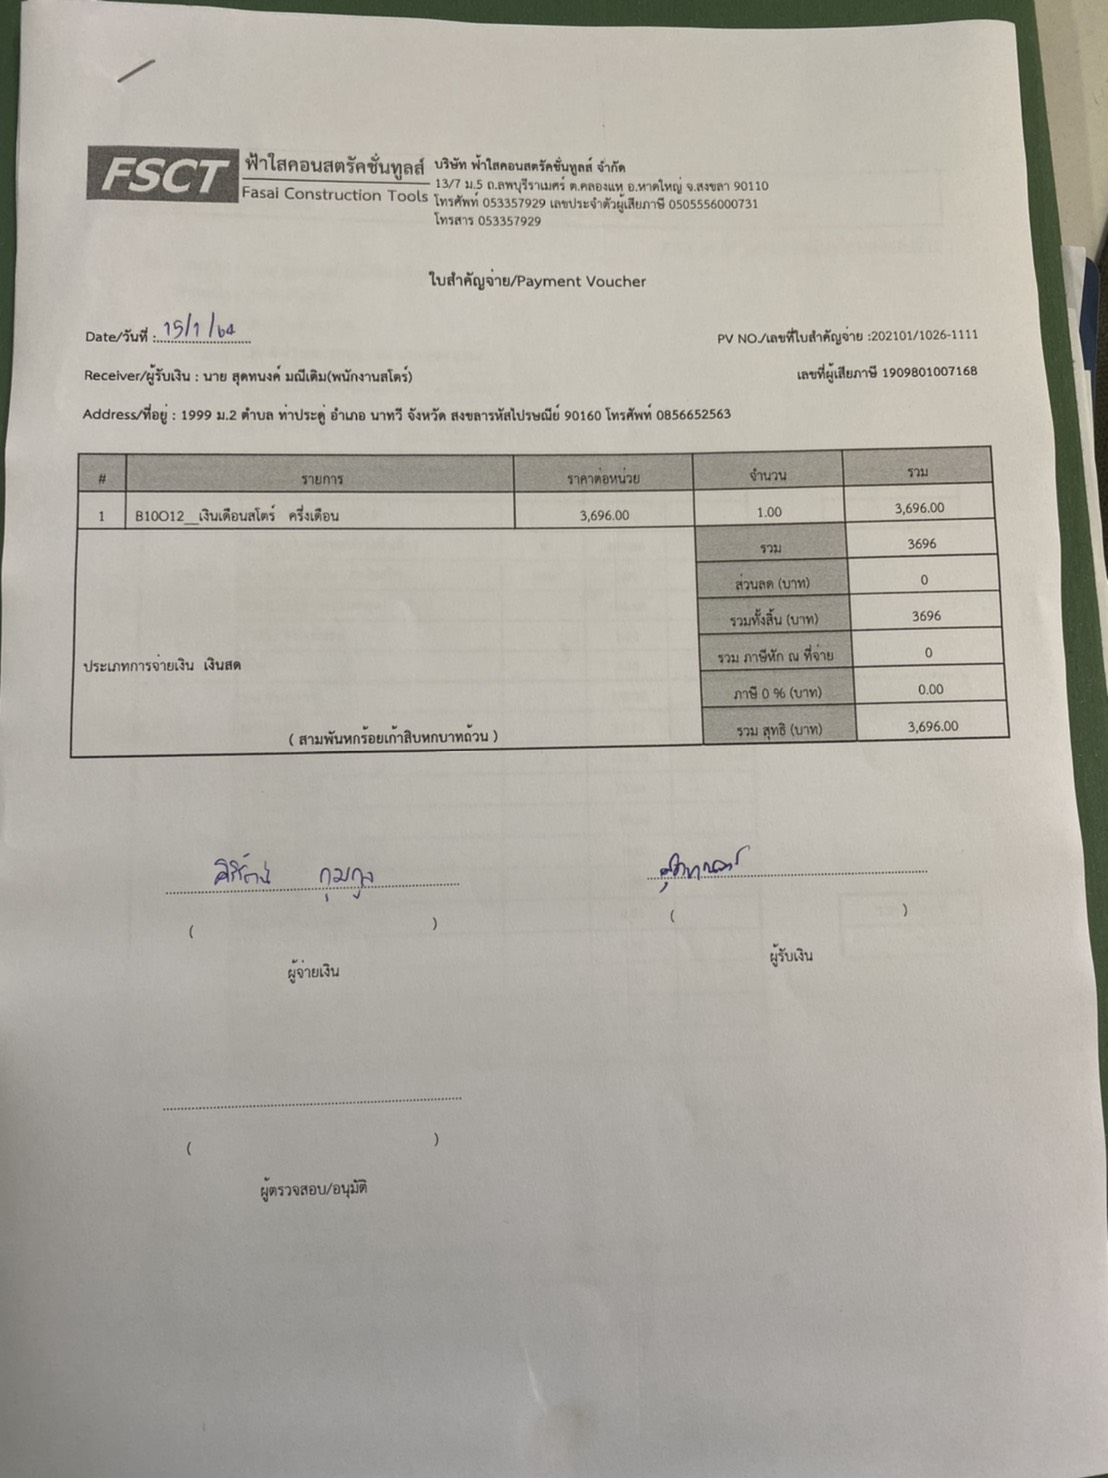 FSCT ฟ้าใสคอนสตรัคชั่นทูลส์
Fasai Construction Tools
บริษัท ฟ้าใสคอนสตรัคชั่นทูลส์ จำกัด
13/7 ม.5 ถ.ลพบุรีราเมศร์ ต.คลองแห อ.หาดใหญ่ จ.สงขลา 90110
โทรศัพท์ 053357929 เลขประจำตัวผู้เสียภาษี 0505556000731
โทรสาร 053357929
ใบสำคัญจ่าย/Payment Voucher
Date/วันที่ : 15/1/64
PV NO./เลขที่ใบสำคัญจ่าย :202101/1026-1111
Receiver/ผู้รับเงิน : นาย สุดทนงค์ มณีเติม(พนักงานสโตร์)
เลขที่ผู้เสียภาษี 1909801007168
Address/ที่อยู่ : 1999 ม.2 ตำบล ท่าประดู่ อำเภอ นาทวี จังหวัด สงขลารหัสไปรษณีย์ 90160 โทรศัพท์ 0856652563
# รายการ ราคาต่อหน่วย จำนวน รวม
1 B10O12__เงินเดือนสโตร์ ครึ่งเดือน 3,696.00 1.00 3,696.00
รวม 3696
ส่วนลด (บาท) 0
รวมทั้งสิ้น (บาท) 3696
ประเภทการจ่ายเงิน เงินสด
รวม ภาษีหัก ณ ที่จ่าย 0
ภาษี 0 % (บาท) 0.00
( สามพันหกร้อยเก้าสิบหกบาทถ้วน )
รวม สุทธิ (บาท) 3,696.00
( )
( )
ผู้จ่ายเงิน
ผู้รับเงิน
( )
ผู้ตรวจสอบ/อนุมัติ